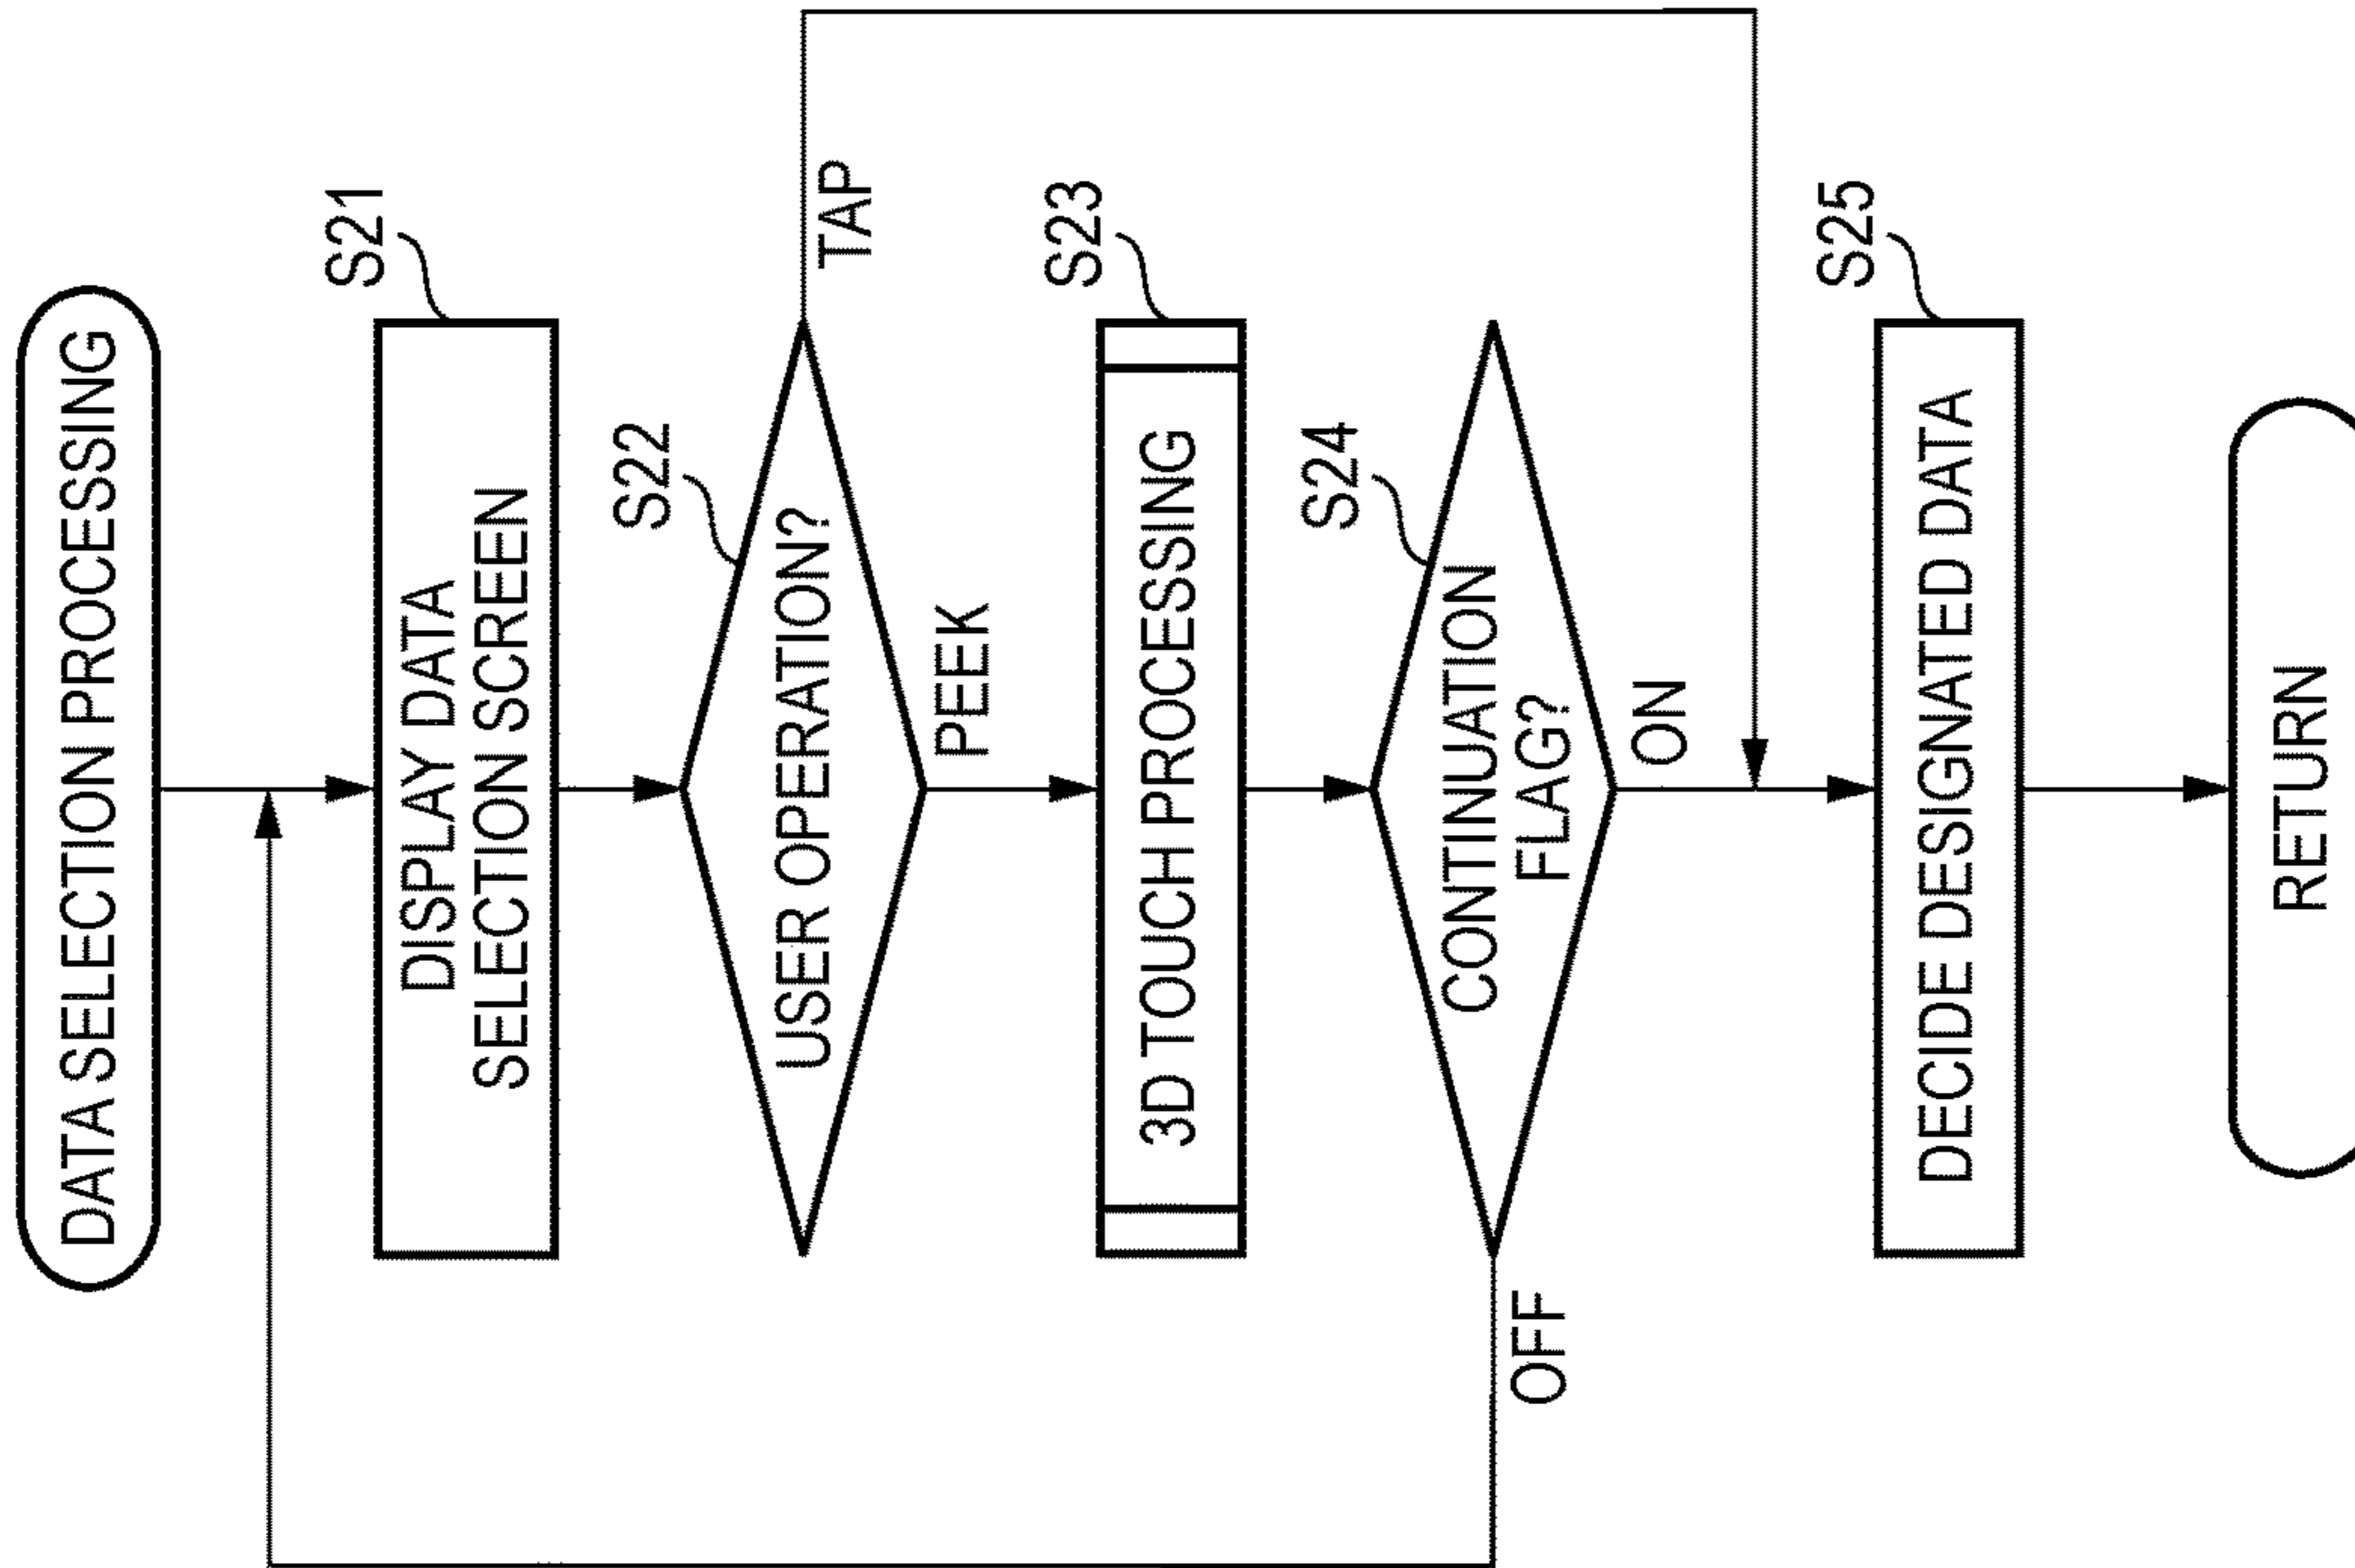 DATA SELECTION PROCESSING
S21
DISPLAY DATA
SELECTION SCREEN
S22
USER OPERATION?
TAP
PEEK
S23
3D TOUCH PROCESSING
S24
CONTINUATION
FLAG?
OFF
ON
S25
DECIDE DESIGNATED DATA
RETURN